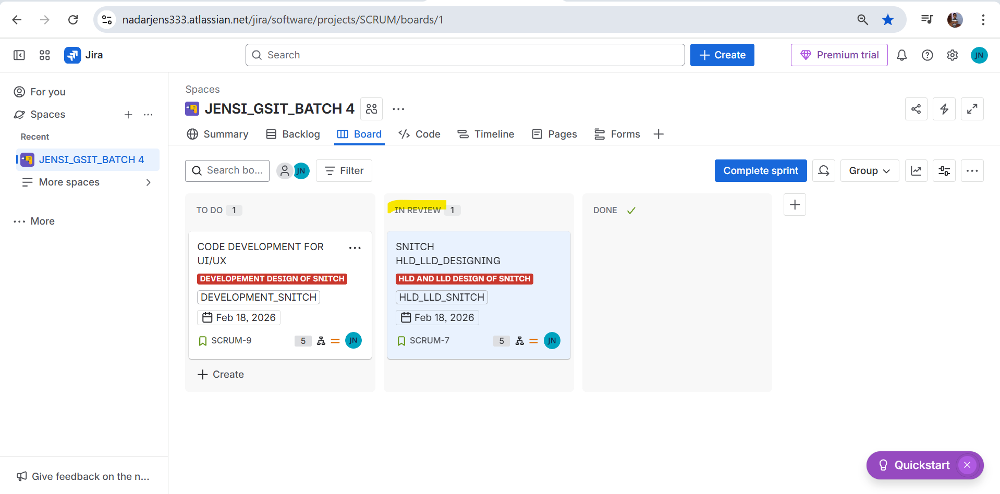 nadarjens333.atlassian.net/jira/software/projects/SCRUM/boards/1
Jira
Search
Create
Premium trial
JN
For you
Spaces
Recent
JENSI_GSIT_BATCH 4
More spaces
More
Give feedback on the n...
Spaces
JENSI_GSIT_BATCH 4
Summary
Backlog
Board
Code
Timeline
Pages
Forms
Search bo...
JN
Filter
Complete sprint
Group
TO DO 1
CODE DEVELOPMENT FOR
UI/UX
DEVELOPEMENT DESIGN OF SNITCH
DEVELOPMENT_SNITCH
Feb 18, 2026
SCRUM-9 5 JN
Create
IN REVIEW 1
SNITCH
HLD_LLD_DESIGNING
HLD AND LLD DESIGN OF SNITCH
HLD_LLD_SNITCH
Feb 18, 2026
SCRUM-7 5 JN
DONE
Quickstart